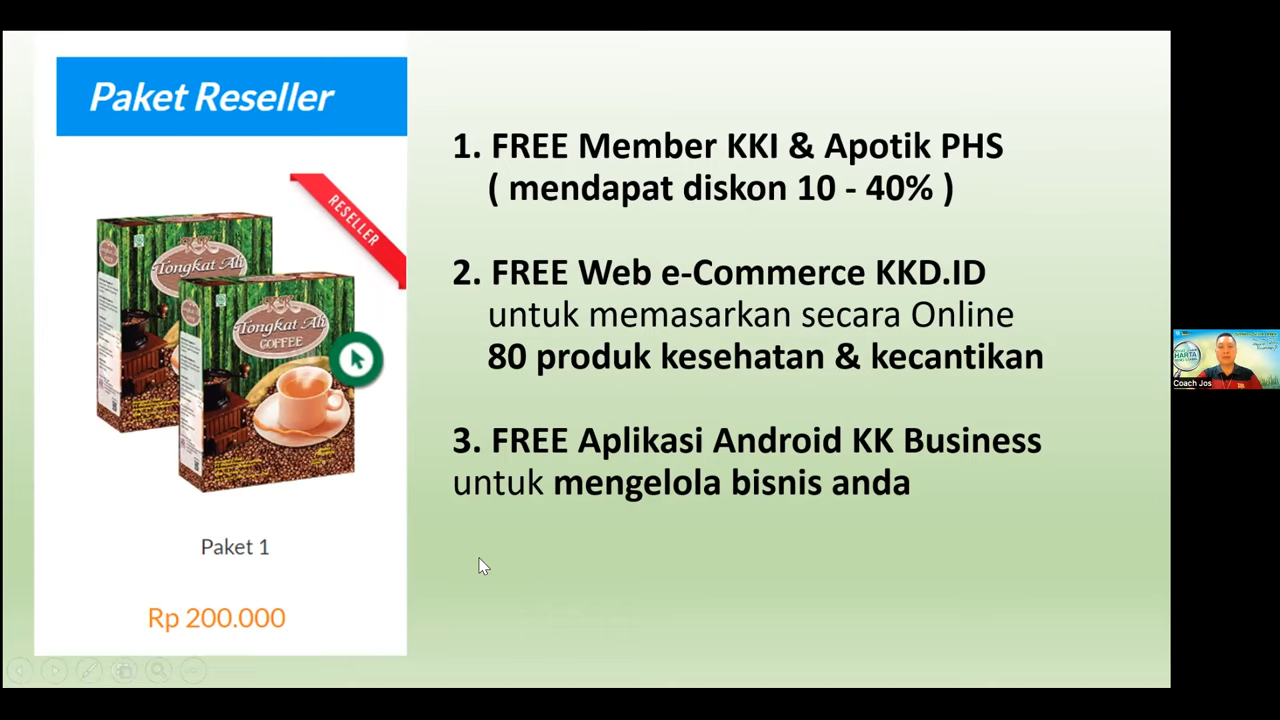 Paket Reseller
RESELLER
Tongkat Ali
Tongkat Ali
COFFEE
Paket 1
Rp 200.000
1. FREE Member KKI & Apotik PHS
( mendapat diskon 10 - 40% )
2. FREE Web e-Commerce KKD.ID
untuk memasarkan secara Online
80 produk kesehatan & kecantikan
3. FREE Aplikasi Android KK Business
untuk mengelola bisnis anda
HARTA
Coach Jos